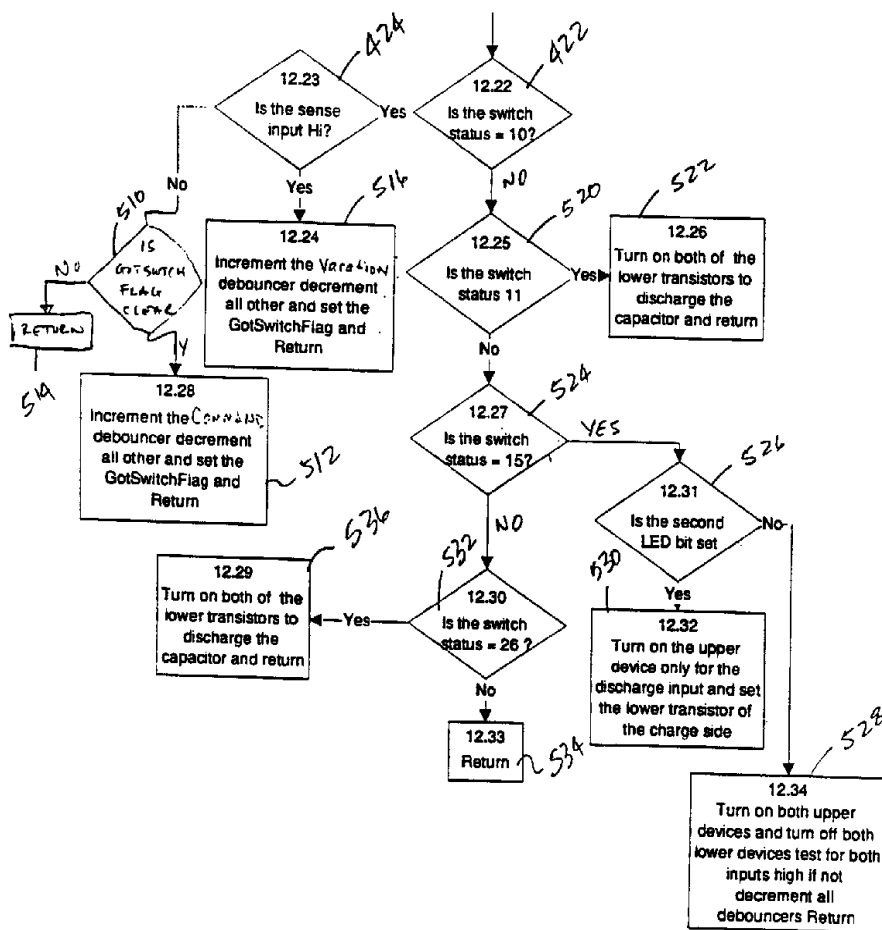 424
422
12.23
Is the sense
input Hi?
Yes
12.22
Is the switch
status = 10?
No
Yes
516
NO
520
522
510
IS
GOTSWTCH
FLAG
CLEAR
NO
RETURN
514
Y
12.24
Increment the Vacation
debouncer decrement
all other and set the
GotSwitchFlag and
Return
12.25
Is the switch
status 11
Yes
12.26
Turn on both of the
lower transistors to
discharge the
capacitor and return
No
524
12.28
Increment the Command
debouncer decrement
all other and set the
GotSwitchFlag and
Return
512
12.27
Is the switch
status = 15?
YES
526
12.31
Is the second
LED bit set
No
NO
536
532
530
Yes
12.29
Turn on both of the
lower transistors to
discharge the
capacitor and return
Yes
12.30
Is the switch
status = 26 ?
12.32
Turn on the upper
device only for the
discharge input and set
the lower transistor of
the charge side
No
12.33
Return
534
528
12.34
Turn on both upper
devices and turn off both
lower devices test for both
inputs high if not
decrement all
debouncers Return